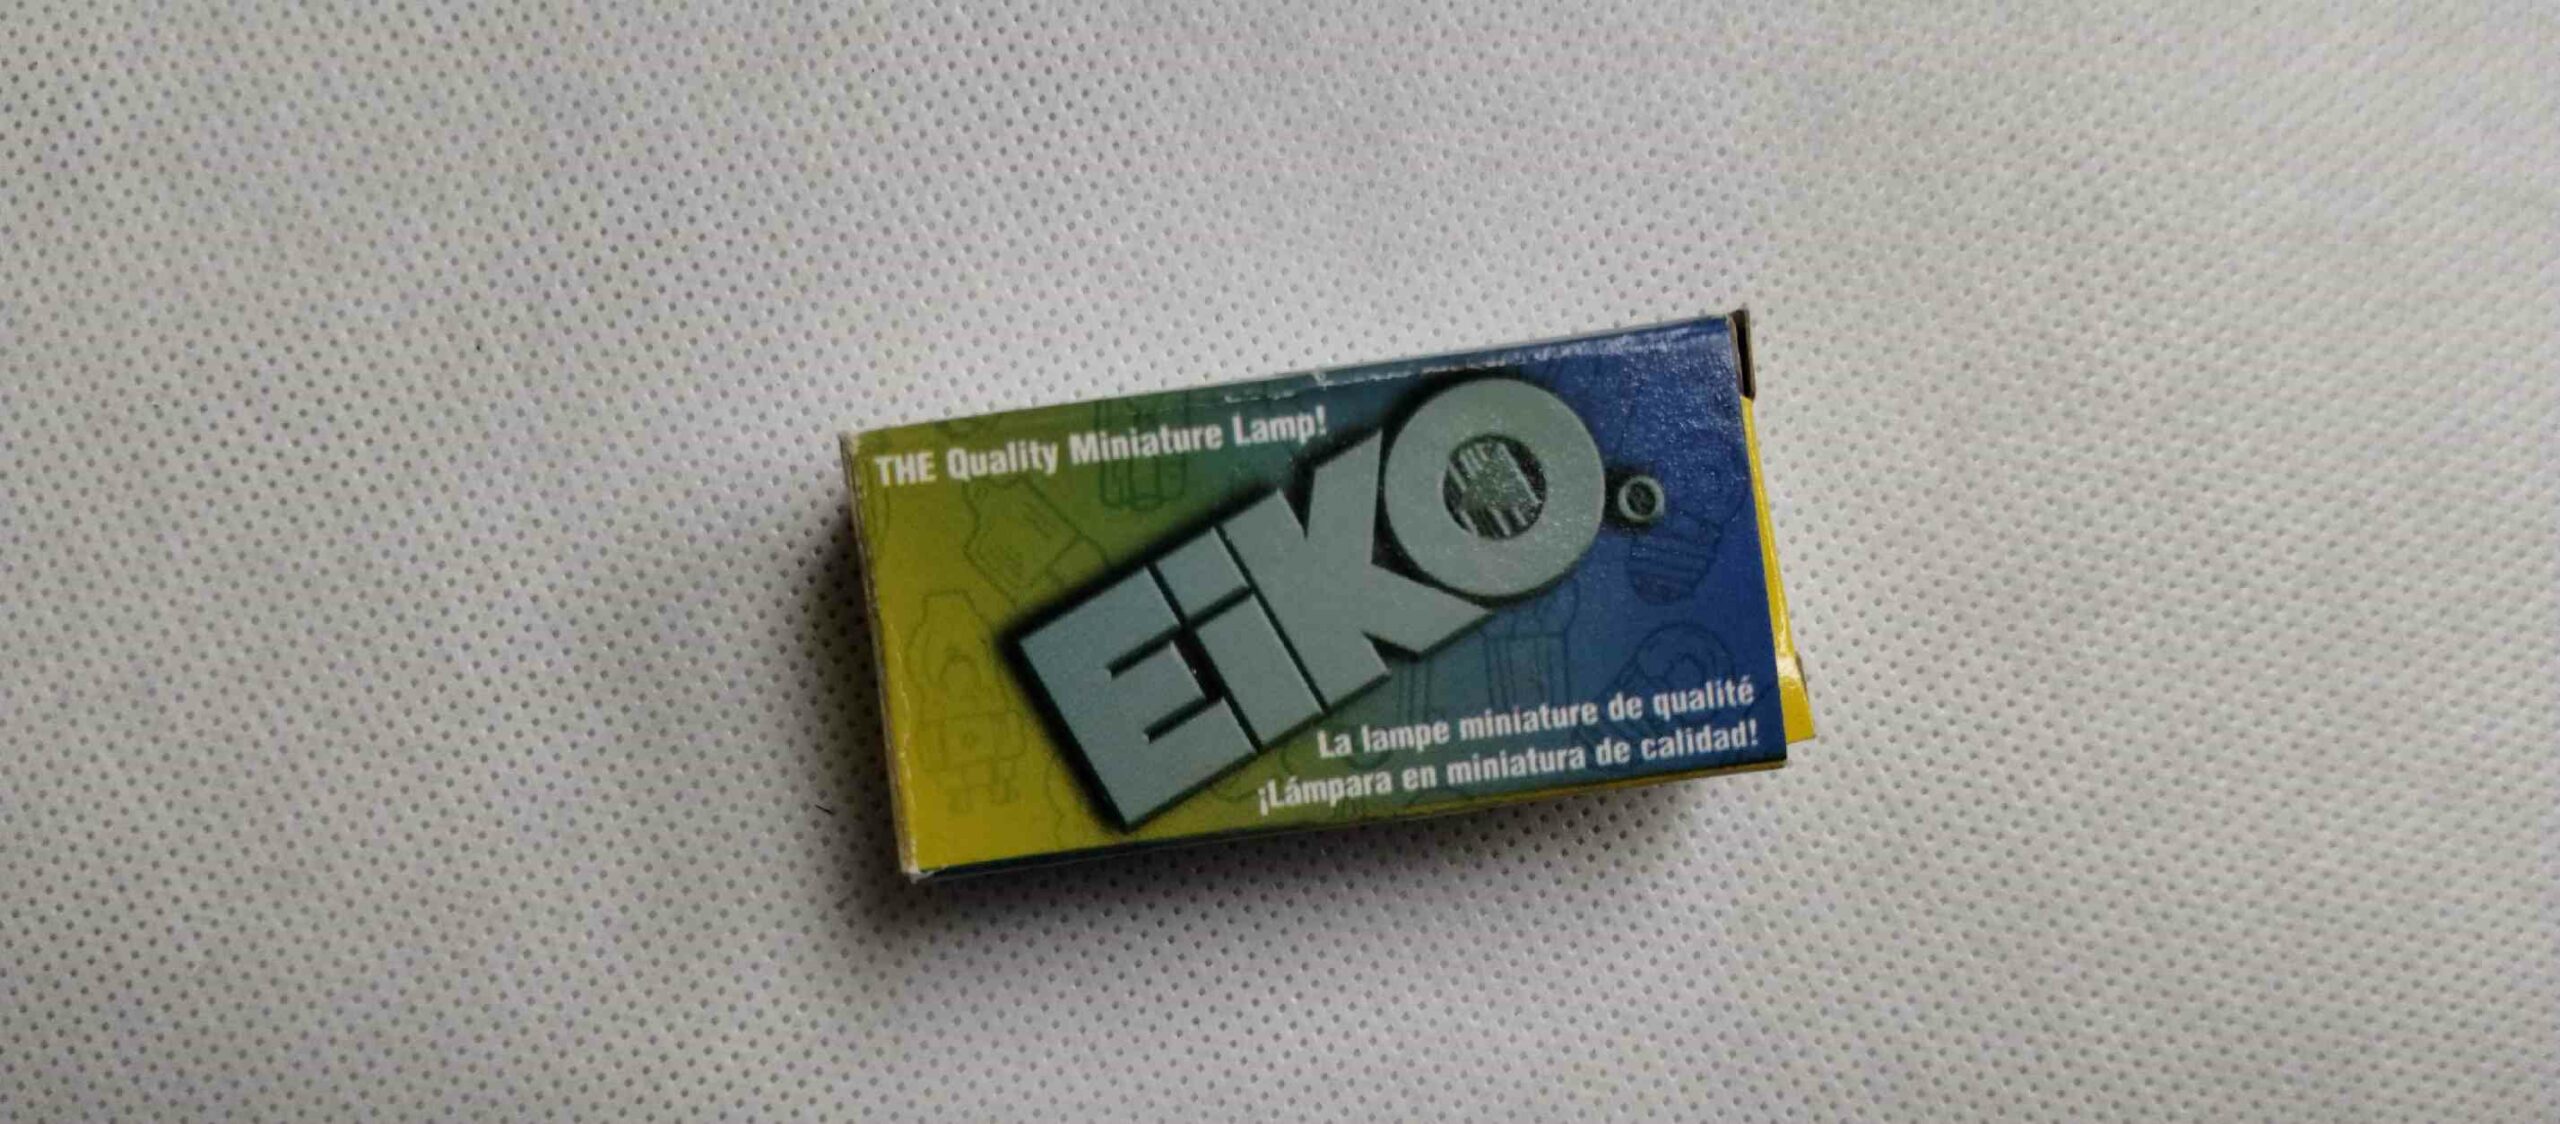 THE Quality Miniature Lamp!
EiKO®
La lampe miniature de qualité
¡Lámpara en miniatura de calidad!